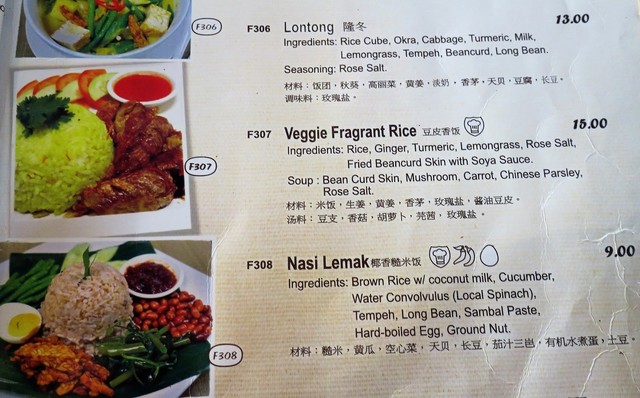 F306
F306 Lontong 隆冬 13.00
Ingredients: Rice Cube, Okra, Cabbage, Turmeric, Milk,
Lemongrass, Tempeh, Beancurd, Long Bean.
Seasoning: Rose Salt.
材料：饭团，秋葵，高丽菜，黄姜，淡奶，香茅，天贝，豆腐，长豆。
调味料：玫瑰盐。
F307
F307 Veggie Fragrant Rice 豆皮香饭 15.00
Ingredients: Rice, Ginger, Turmeric, Lemongrass, Rose Salt,
Fried Beancurd Skin with Soya Sauce.
Soup : Bean Curd Skin, Mushroom, Carrot, Chinese Parsley,
Rose Salt.
材料：米饭，生姜，黄姜，香茅，玫瑰盐，酱油豆皮。
汤料：豆支，香菇，胡萝卜，芫茜，玫瑰盐。
F308
F308 Nasi Lemak 椰香糙米饭 9.00
Ingredients: Brown Rice w/ coconut milk, Cucumber,
Water Convolvulus (Local Spinach),
Tempeh, Long Bean, Sambal Paste,
Hard-boiled Egg, Ground Nut.
材料：糙米，黄瓜，空心菜，天贝，长豆，茄汁三岜，有机水煮蛋，土豆。